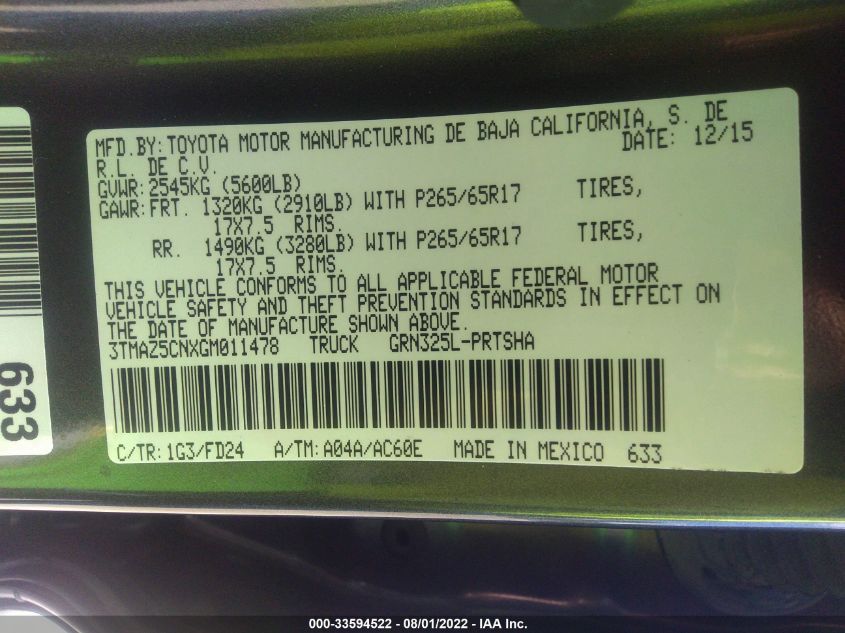 MFD.BY: TOYOTA MOTOR MANUFACTURING DE BAJA CALIFORNIA, S. DE
R.L. DE C.V. DATE: 12/15
GVWR: 2545KG (5600LB)
GAWR: FRT. 1320KG (2910LB) WITH P265/65R17 TIRES,
17X7.5 RIMS.
RR. 1490KG (3280LB) WITH P265/65R17 TIRES,
17X7.5 RIMS.
THIS VEHICLE CONFORMS TO ALL APPLICABLE FEDERAL MOTOR
VEHICLE SAFETY AND THEFT PREVENTION STANDARDS IN EFFECT ON
THE DATE OF MANUFACTURE SHOWN ABOVE.
3TMAZ5CNXGM011478 TRUCK GRN325L-PRTSHA
C/TR: 1G3/FD24 A/TM: A04A/AC60E MADE IN MEXICO 633
633
000-33594522 - 08/01/2022 - IAA Inc.